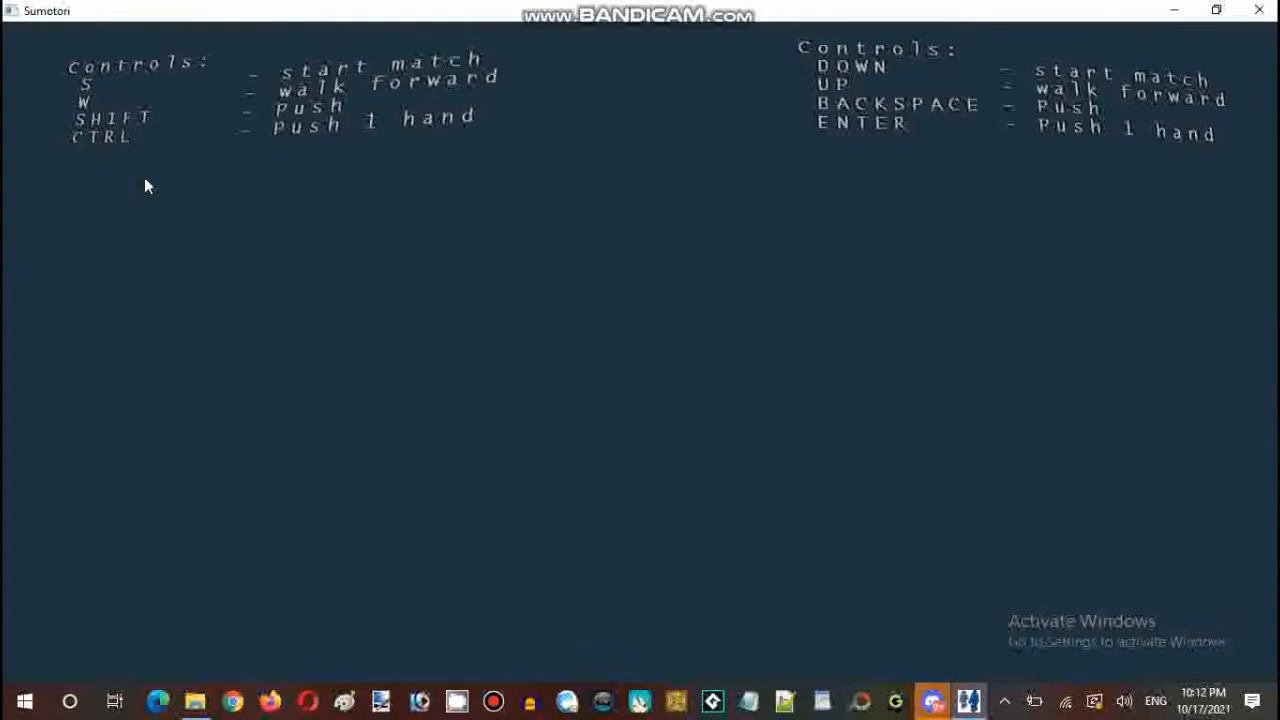 Sumotori
www.BANDICAM.com
Controls:
S - start match
W - walk forward
SHIFT - Push
CTRL - Push 1 hand
Controls:
DOWN - start match
UP - walk forward
BACKSPACE - Push
ENTER - Push 1 hand
Activate Windows
Go to Settings to activate Windows.
ENG
10:12 PM
10/17/2021